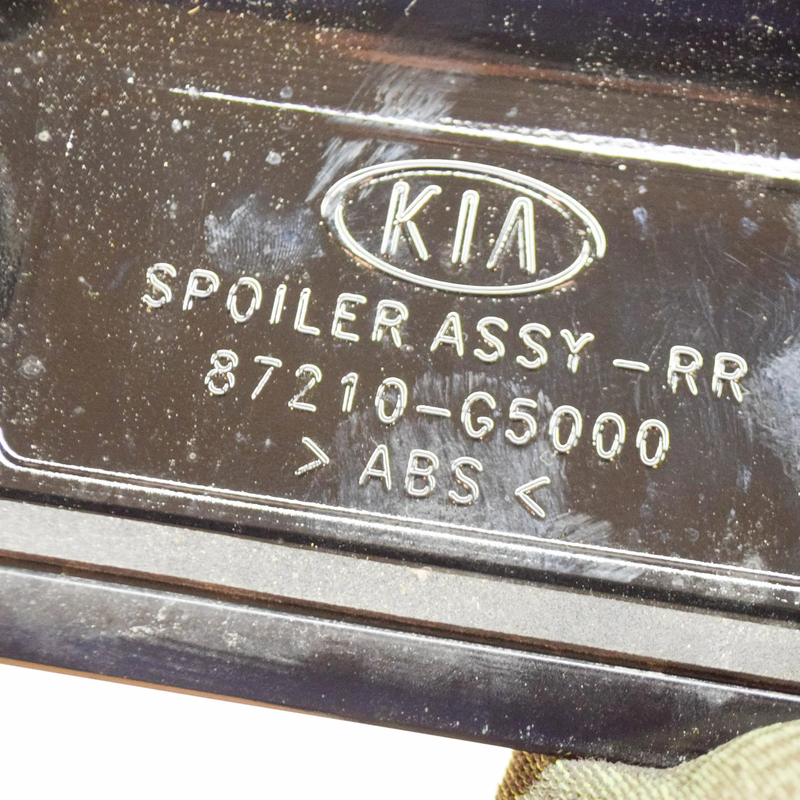 KIA
SPOILER ASSY-RR
87210-G5000
> ABS <